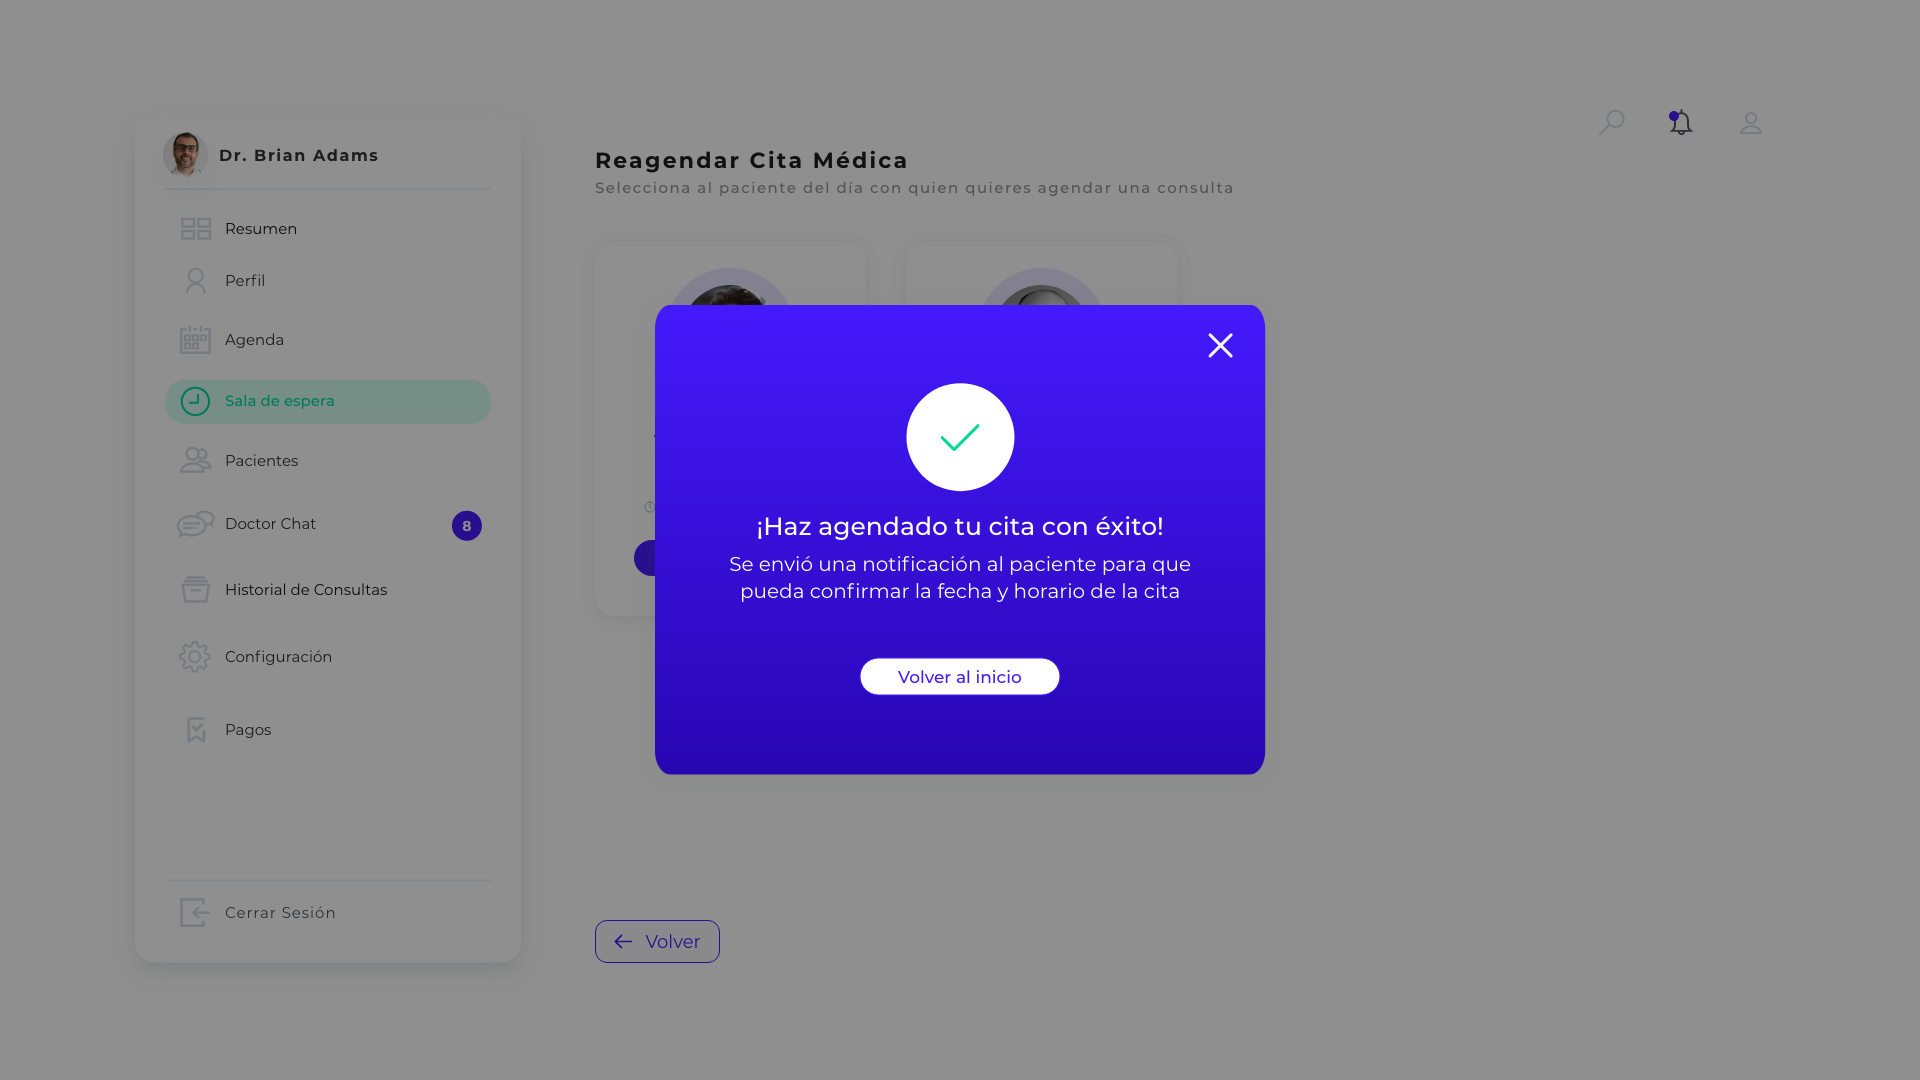 Dr. Brian Adams
Resumen
Perfil
Agenda
Sala de espera
Pacientes
Doctor Chat
8
Historial de Consultas
Configuración
Pagos
Cerrar Sesión
Reagendar Cita Médica
Selecciona al paciente del día con quien quieres agendar una consulta
¡Haz agendado tu cita con éxito!
Se envió una notificación al paciente para que
pueda confirmar la fecha y horario de la cita
Volver al inicio
Volver